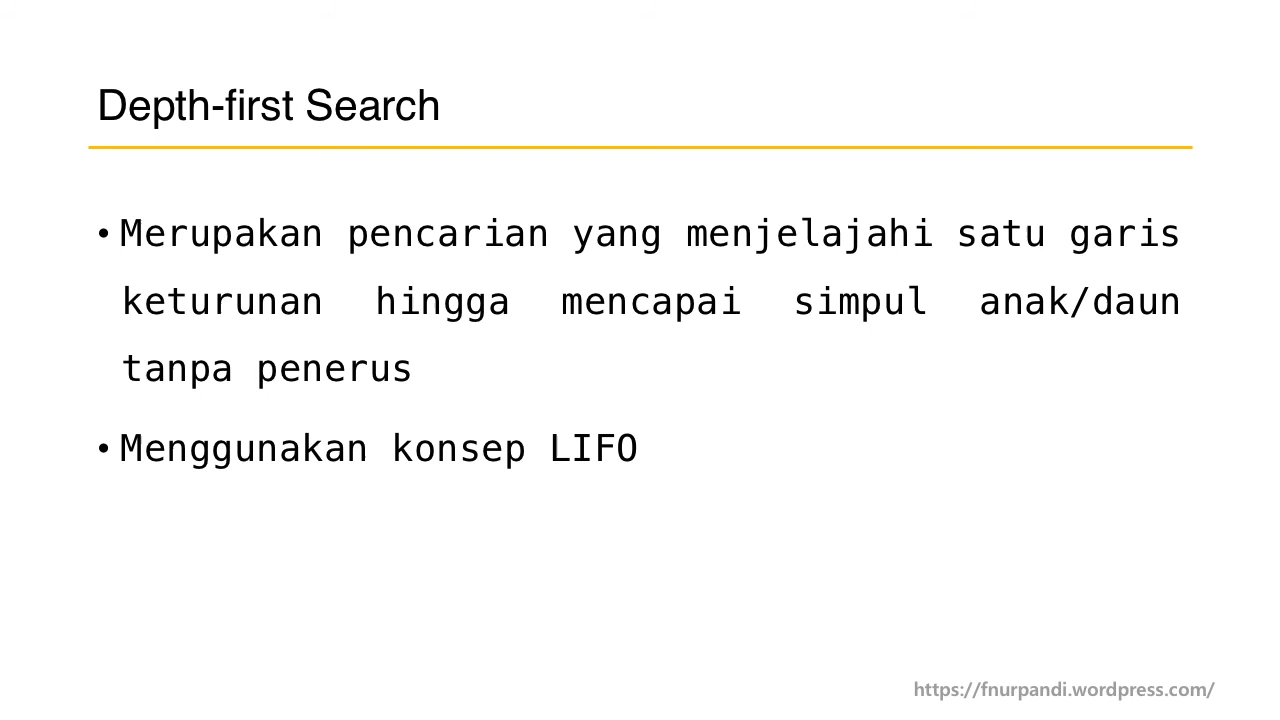 Depth-first Search
• Merupakan pencarian yang menjelajahi satu garis
keturunan hingga mencapai simpul anak/daun
tanpa penerus
• Menggunakan konsep LIFO
https://fnurpandi.wordpress.com/